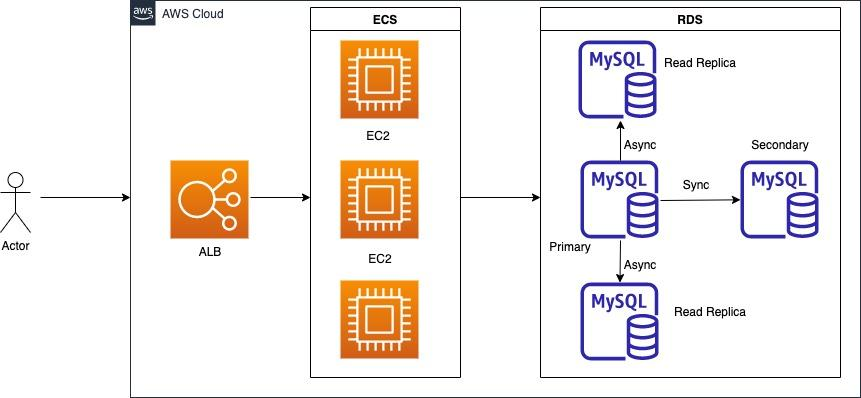 aws
AWS Cloud
ECS
RDS
MySQL
Read Replica
EC2
Async
Secondary
MySQL
Sync
MySQL
Actor
ALB
Primary
EC2
Async
MySQL
Read Replica